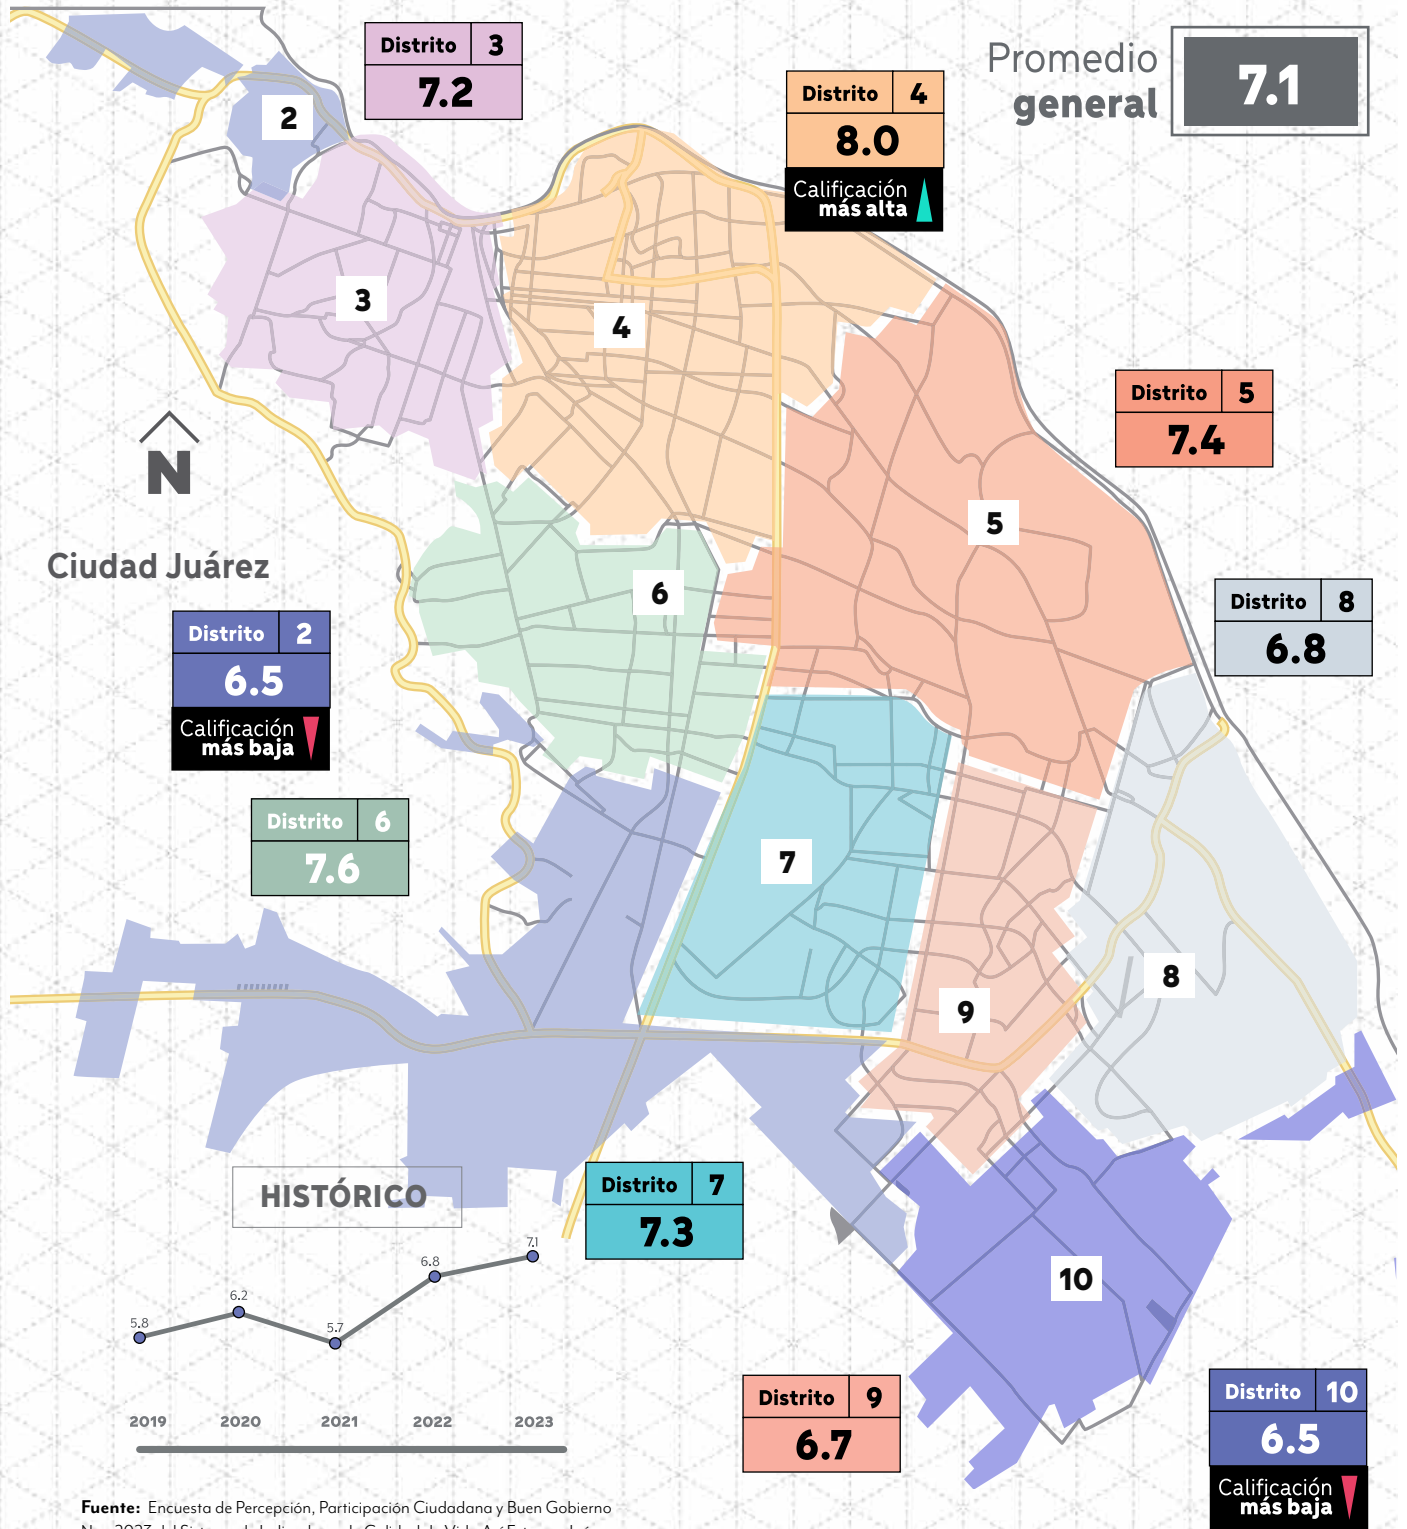 Distrito 3
7.2
Promedio
general
7.1
Distrito 4
8.0
Calificación
más alta
2
3
4
Distrito 5
7.4
N
5
Ciudad Juárez
6
Distrito 8
6.8
Distrito 2
6.5
Calificación
más baja
Distrito 6
7.6
7
8
9
HISTÓRICO
Distrito 7
7.3
5.8
6.2
5.7
6.8
7.1
10
2019 2020 2021 2022 2023
Distrito 9
6.7
Distrito 10
6.5
Calificación
más baja
Fuente: Encuesta de Percepción, Participación Ciudadana y Buen Gobierno